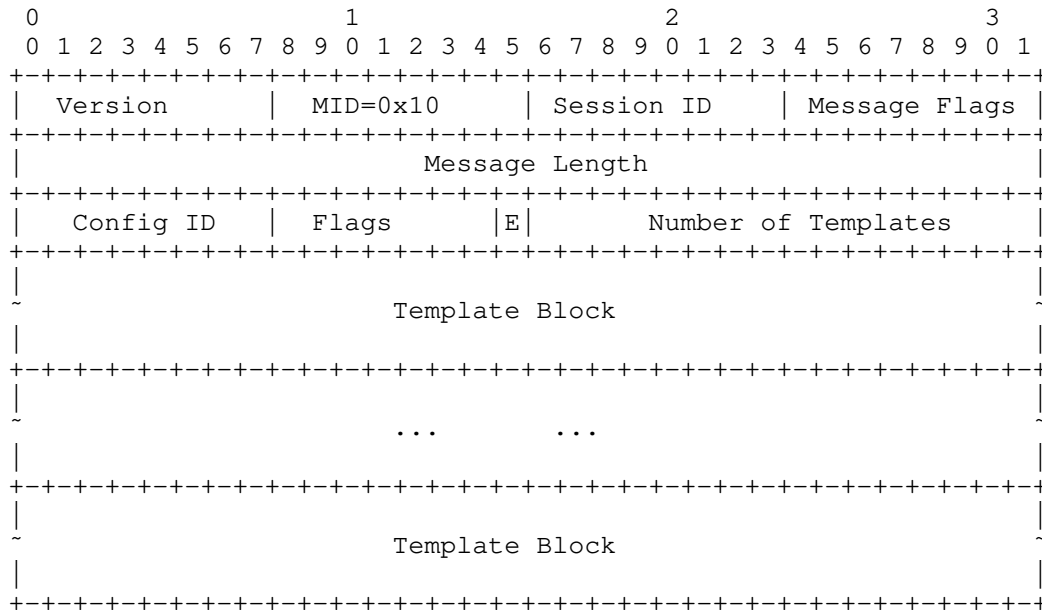 0                   1                   2                   3
 0 1 2 3 4 5 6 7 8 9 0 1 2 3 4 5 6 7 8 9 0 1 2 3 4 5 6 7 8 9 0 1
+-+-+-+-+-+-+-+-+-+-+-+-+-+-+-+-+-+-+-+-+-+-+-+-+-+-+-+-+-+-+-+-+
|  Version      |  MID=0x10     | Session ID    | Message Flags |
+-+-+-+-+-+-+-+-+-+-+-+-+-+-+-+-+-+-+-+-+-+-+-+-+-+-+-+-+-+-+-+-+
|                         Message Length                        |
+-+-+-+-+-+-+-+-+-+-+-+-+-+-+-+-+-+-+-+-+-+-+-+-+-+-+-+-+-+-+-+-+
|   Config ID   |  Flags      |E|       Number of Templates     |
+-+-+-+-+-+-+-+-+-+-+-+-+-+-+-+-+-+-+-+-+-+-+-+-+-+-+-+-+-+-+-+-+
|                                                               |
~                       Template Block                          ~
|                                                               |
+-+-+-+-+-+-+-+-+-+-+-+-+-+-+-+-+-+-+-+-+-+-+-+-+-+-+-+-+-+-+-+-+
|                                                               |
~                       ...       ...                           ~
|                                                               |
+-+-+-+-+-+-+-+-+-+-+-+-+-+-+-+-+-+-+-+-+-+-+-+-+-+-+-+-+-+-+-+-+
|                                                               |
~                       Template Block                          ~
|                                                               |
+-+-+-+-+-+-+-+-+-+-+-+-+-+-+-+-+-+-+-+-+-+-+-+-+-+-+-+-+-+-+-+-+